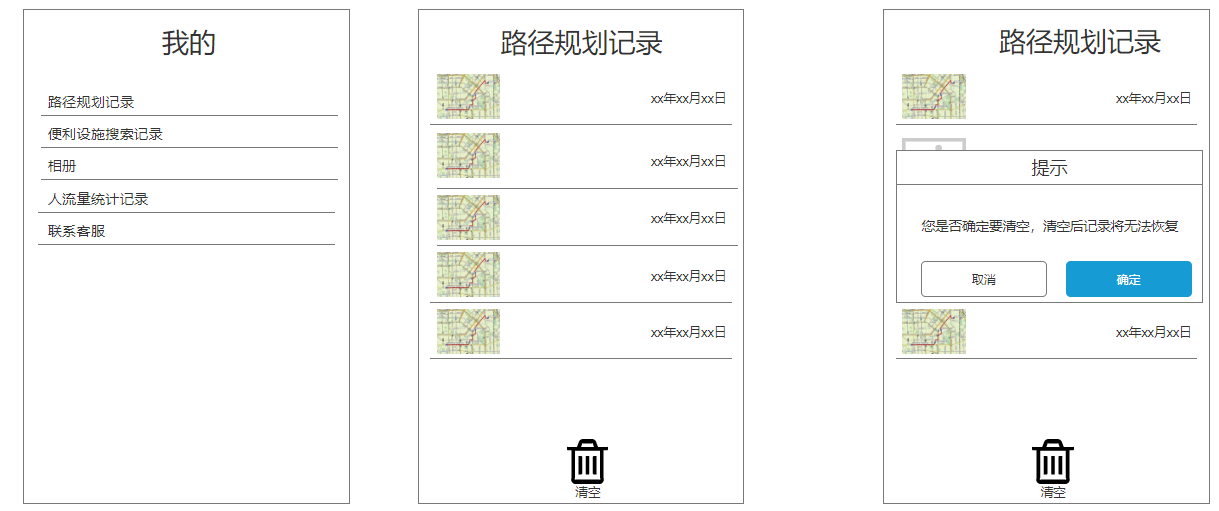 我的
路径规划记录
便利设施搜索记录
相册
人流量统计记录
联系客服
路径规划记录
xx年xx月xx日
xx年xx月xx日
xx年xx月xx日
xx年xx月xx日
xx年xx月xx日
清空
路径规划记录
xx年xx月xx日
提示
您是否确定要清空，清空后记录将无法恢复
取消
确定
xx年xx月xx日
清空